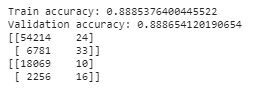 Train accuracy: 0.8885376400445522
Validation accuracy: 0.888654120190654
[[54214    24]
 [ 6781    33]]
[[18069    10]
 [ 2256    16]]